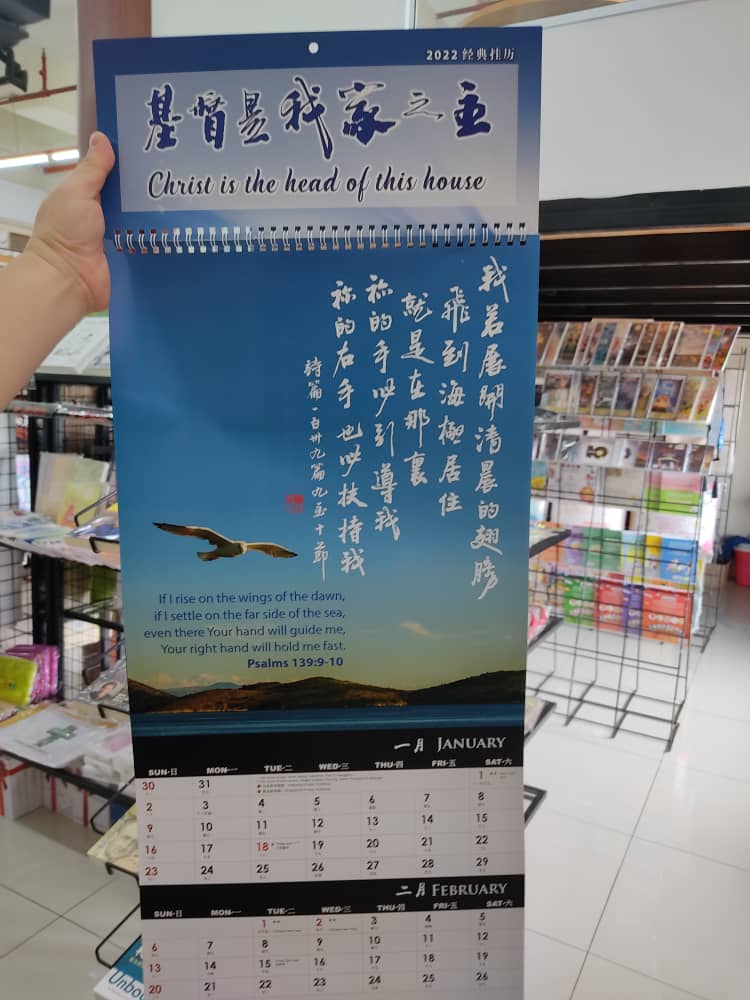 2022 经典挂历
基督是我家之主
Christ is the head of this house
我若展開清晨的翅膀
飛到海極居住
就是在那裏
祢的手必引導我
祢的右手也必扶持我
詩篇一百卅九篇九至十節
If I rise on the wings of the dawn,
if I settle on the far side of the sea,
even there Your hand will guide me,
Your right hand will hold me fast.
Psalms 139:9-10
一月 JANUARY
SUN·日 MON·一 TUE·二 WED·三 THU·四 FRI·五 SAT·六
30 31 1
2 3 4 5 6 7 8
9 10 11 12 13 14 15
16 17 18 19 20 21 22
23 24 25 26 27 28 29
二月 FEBRUARY
SUN·日 MON·一 TUE·二 WED·三 THU·四 FRI·五 SAT·六
1 2 3 4 5
6 7 8 9 10 11 12
13 14 15 16 17 18 19
20 21 22 23 24 25 26
Unbo